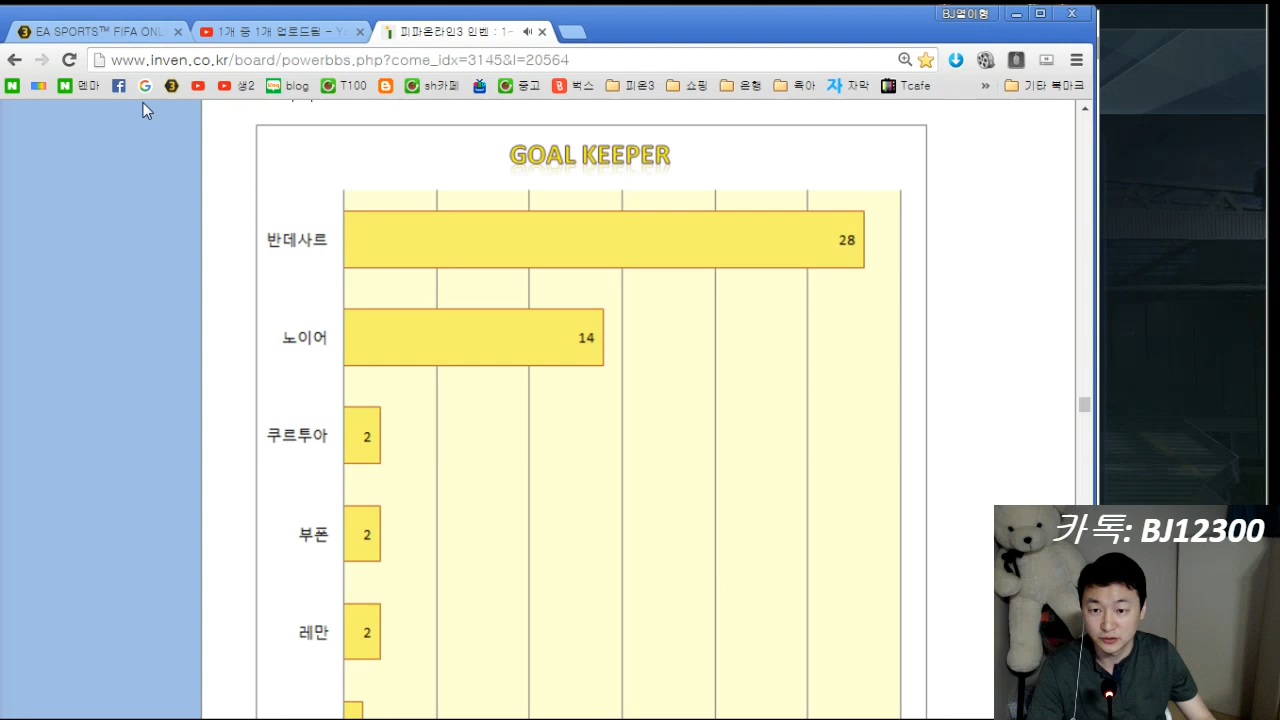 BJ열이형
EA SPORTS™ FIFA ONL
1개 중 1개 업로드됨 - Y
피파온라인3 인벤 : 1-
www.inven.co.kr/board/powerbbs.php?come_idx=3145&l=20564
덴마
T100
blog
생2
sh카페
중고
벅스
피온3
쇼핑
은행
육아
자막
Tcafe
»
기타 북마크
GOAL KEEPER
반데사르 28
노이어 14
쿠르투아 2
부폰 2
레만 2
카톡: BJ12300